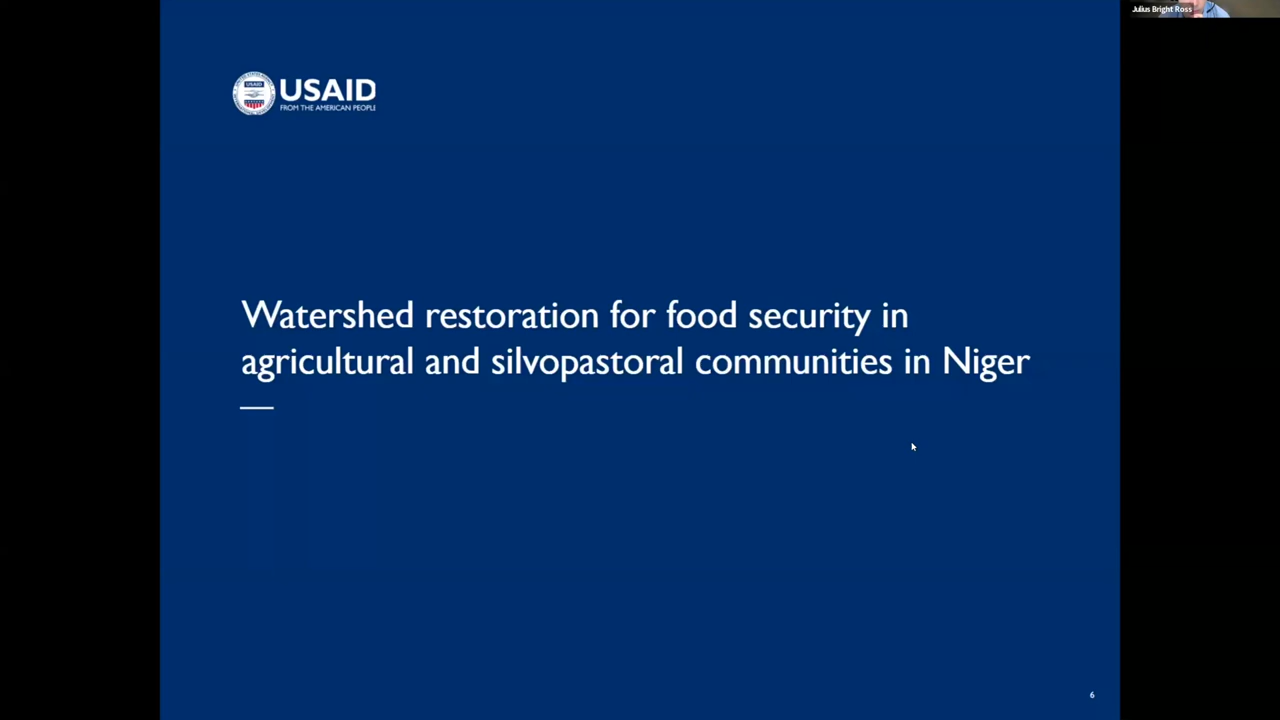 Julius Bright Ross
USAID
USAID
FROM THE AMERICAN PEOPLE
Watershed restoration for food security in
agricultural and silvopastoral communities in Niger
6